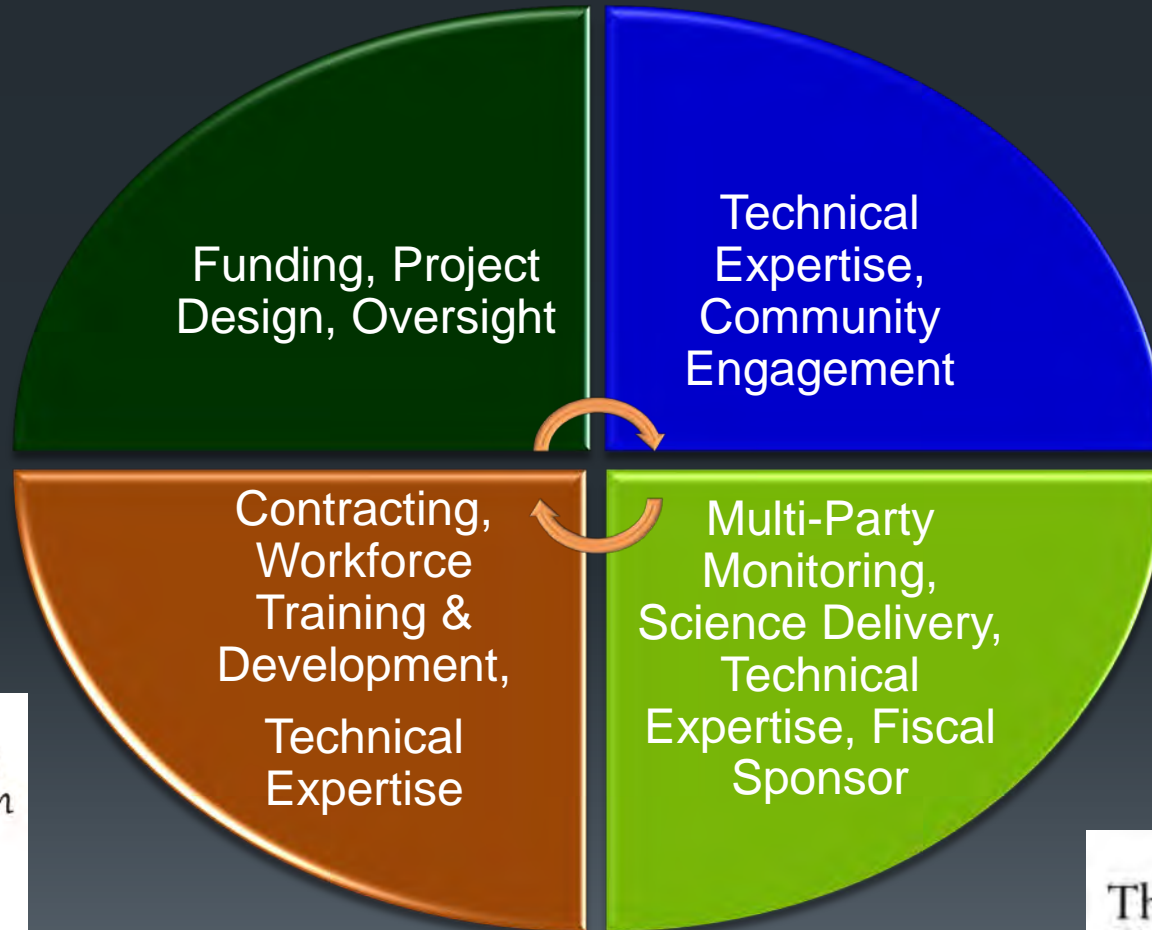 Funding, Project
Design, Oversight
Technical
Expertise,
Community
Engagement
Contracting,
Workforce
Training &
Development,
Technical
Expertise
Multi-Party
Monitoring,
Science Delivery,
Technical
Expertise, Fiscal
Sponsor